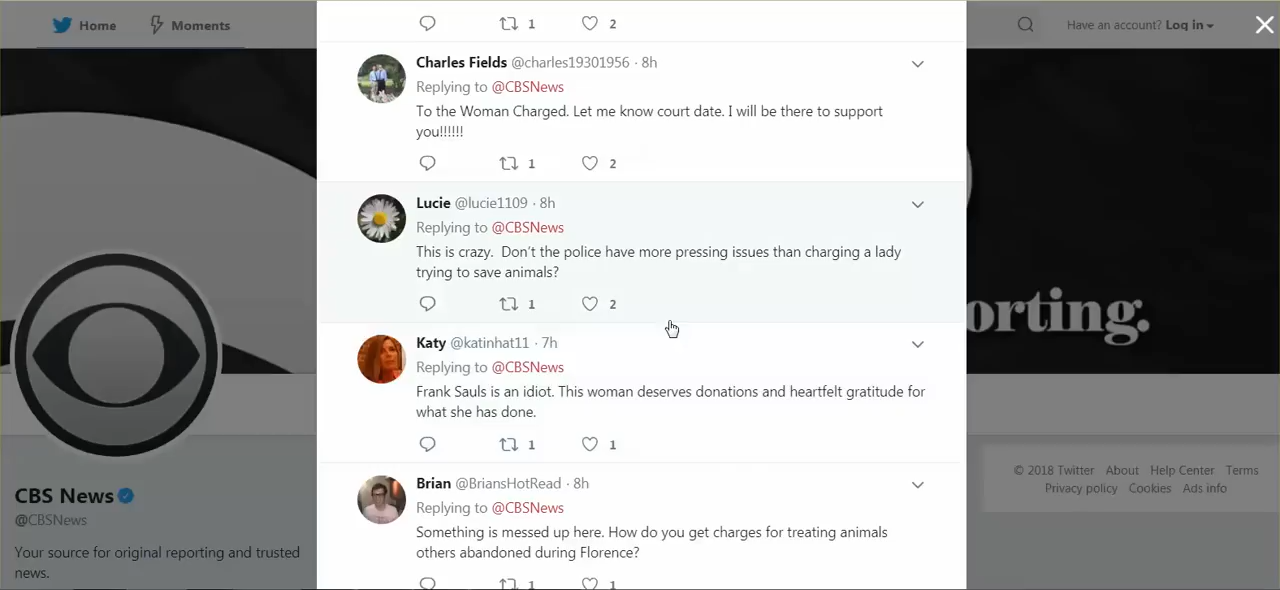 Home
Moments
Have an account? Log in
1
2
Charles Fields @charles19301956 · 8h
Replying to @CBSNews
To the Woman Charged. Let me know court date. I will be there to support
you!!!!!!
1
2
Lucie @lucie1109 · 8h
Replying to @CBSNews
This is crazy.  Don't the police have more pressing issues than charging a lady
trying to save animals?
1
2
Katy @katinhat11 · 7h
Replying to @CBSNews
Frank Sauls is an idiot. This woman deserves donations and heartfelt gratitude for
what she has done.
1
1
Brian @BriansHotRead · 8h
Replying to @CBSNews
Something is messed up here. How do you get charges for treating animals
others abandoned during Florence?
1
1
orting.
CBS News
@CBSNews
Your source for original reporting and trusted
news.
© 2018 Twitter About Help Center Terms
Privacy policy Cookies Ads info